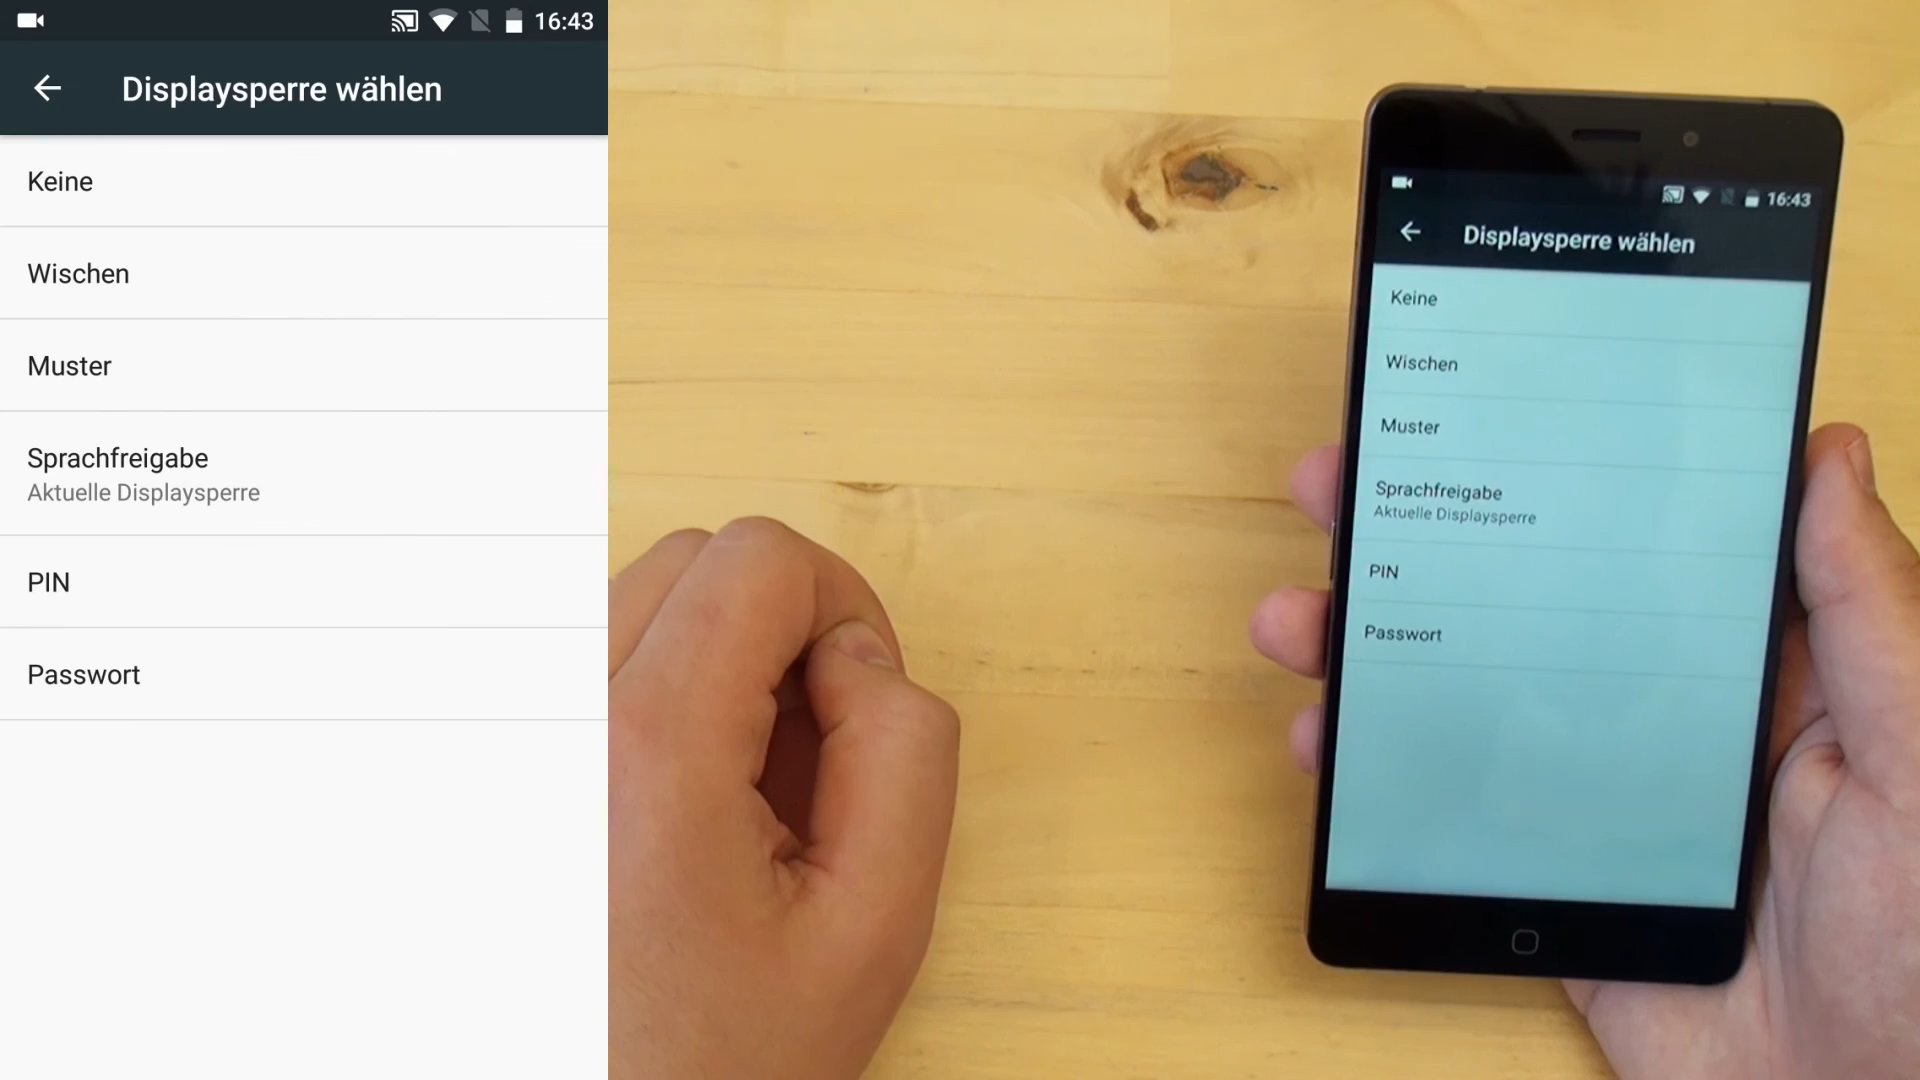 16:43
Displaysperre wählen
Keine
Wischen
Muster
Sprachfreigabe
Aktuelle Displaysperre
PIN
Passwort
16:43
Displaysperre wählen
Keine
Wischen
Muster
Sprachfreigabe
Aktuelle Displaysperre
PIN
Passwort